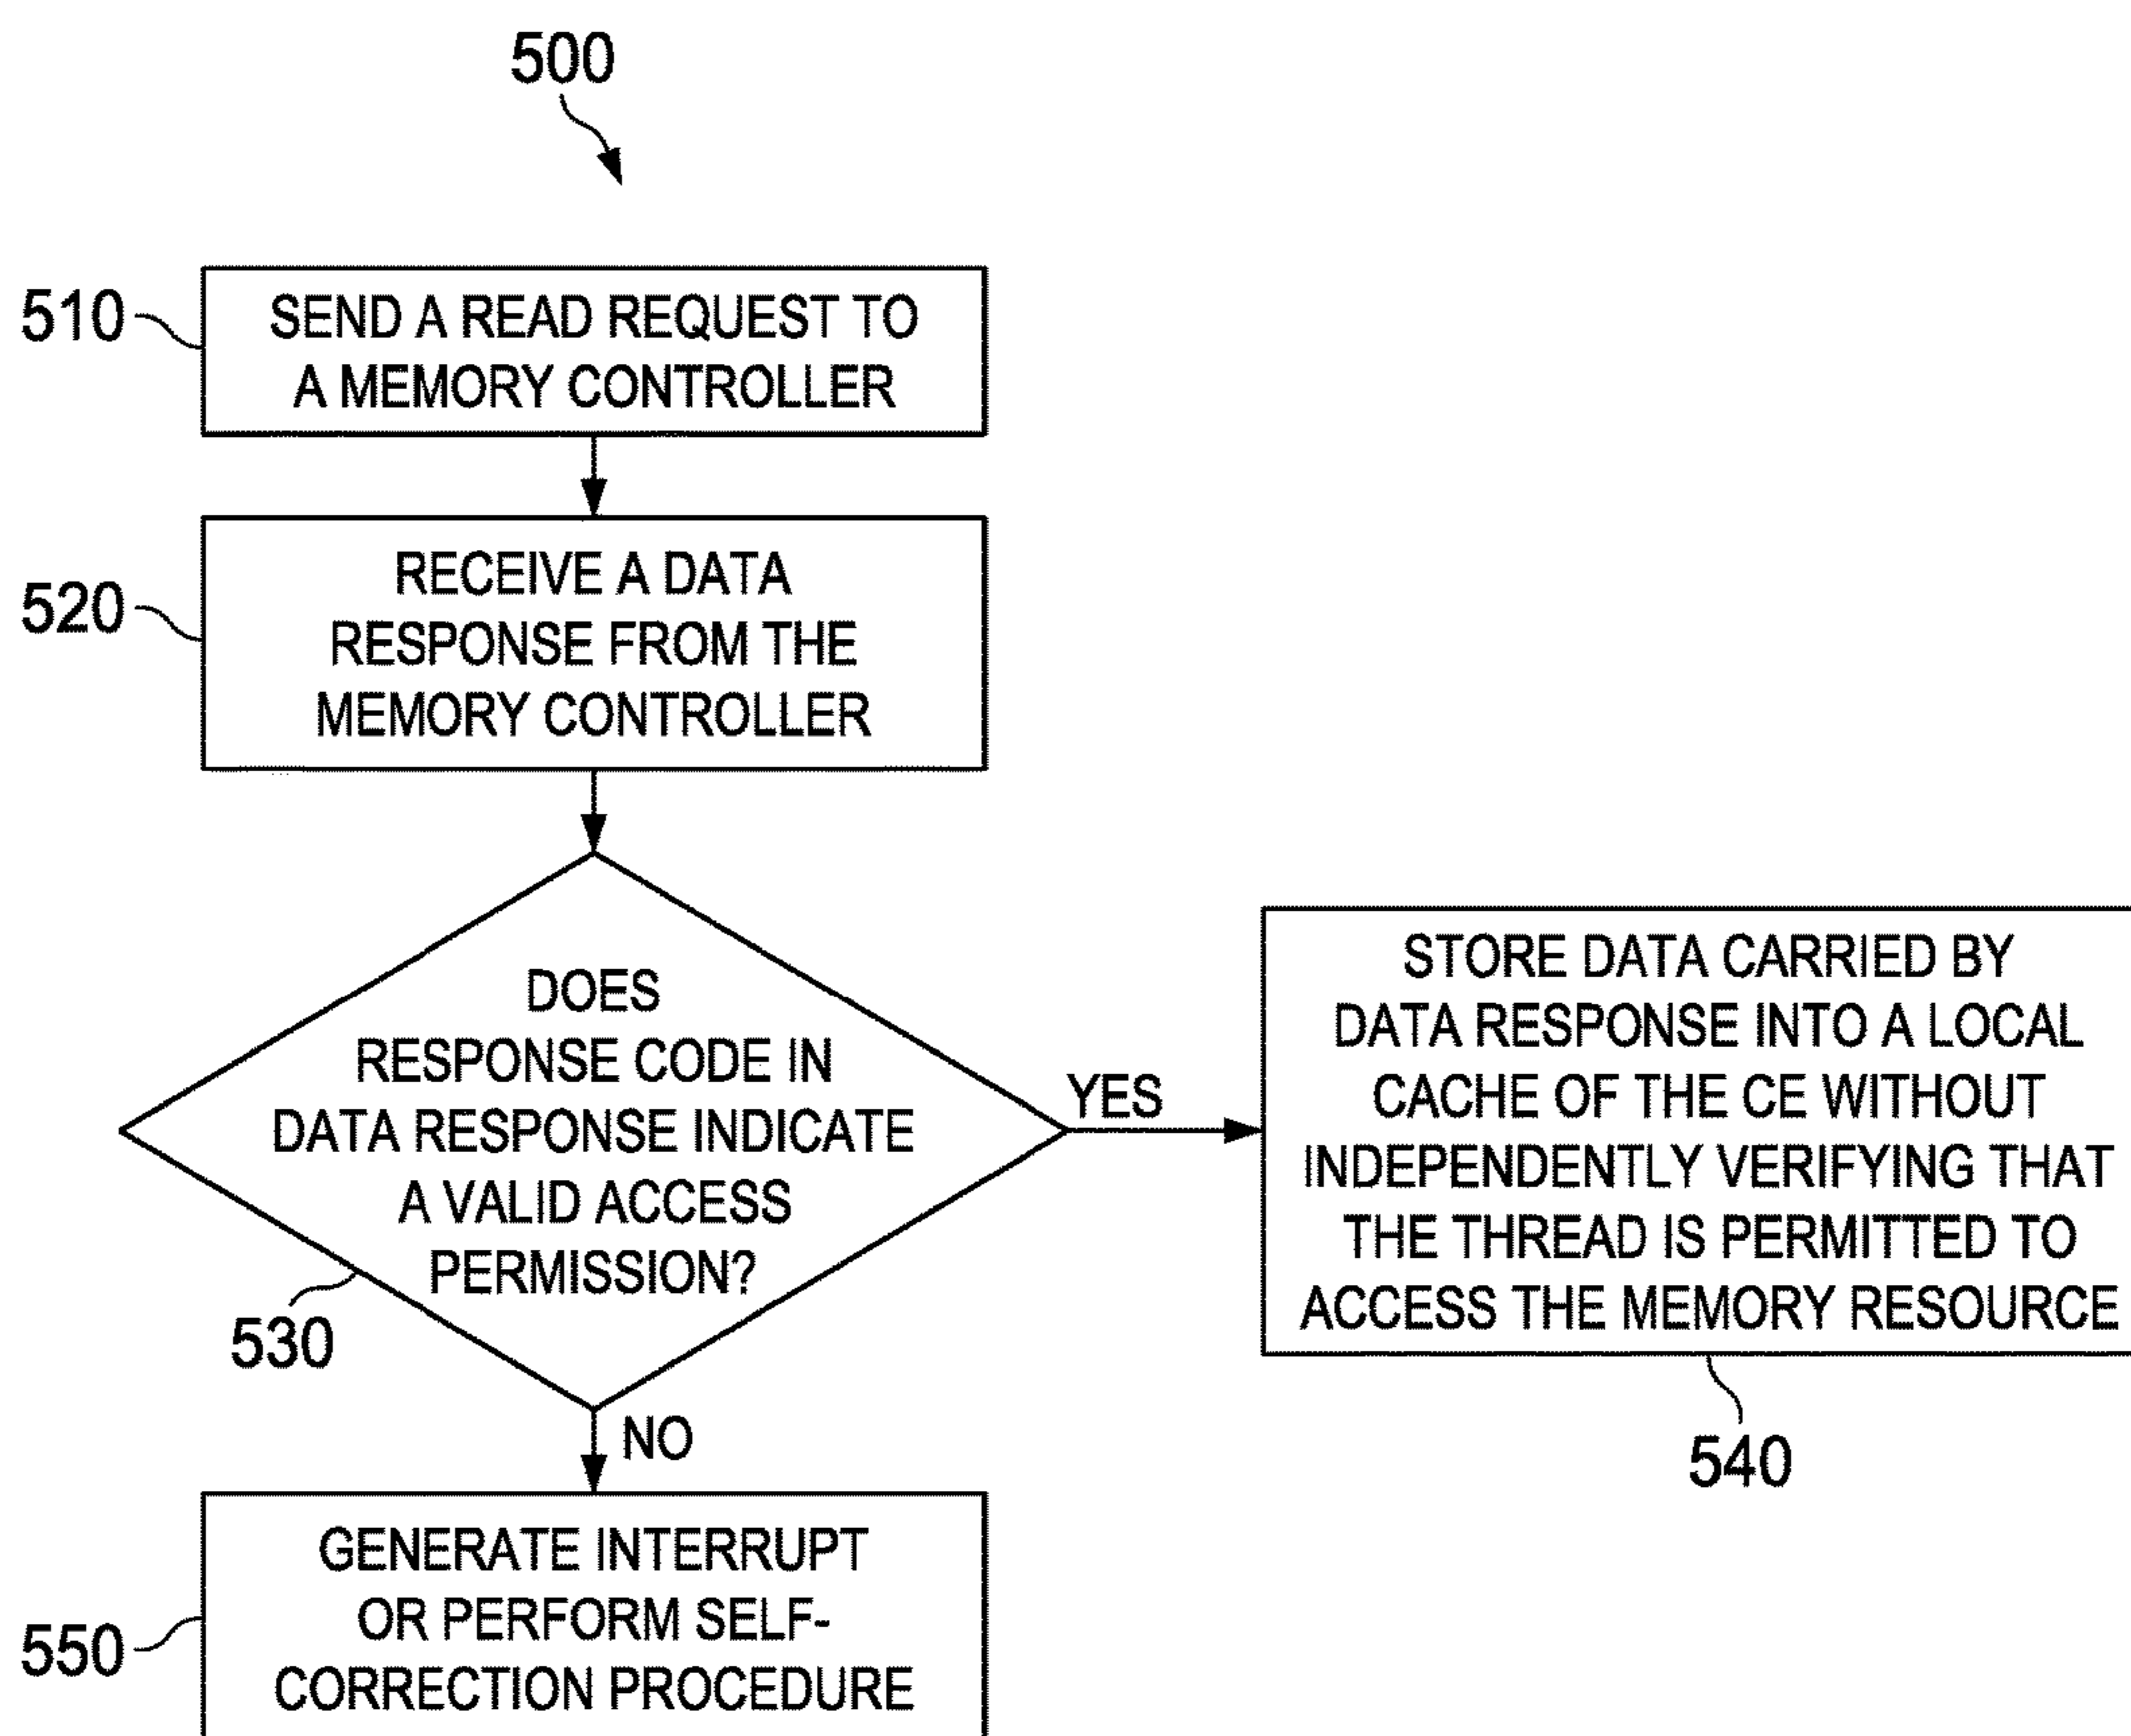 500
510
SEND A READ REQUEST TO
A MEMORY CONTROLLER
520
RECEIVE A DATA
RESPONSE FROM THE
MEMORY CONTROLLER
DOES
RESPONSE CODE IN
DATA RESPONSE INDICATE
A VALID ACCESS
PERMISSION?
530
YES
STORE DATA CARRIED BY
DATA RESPONSE INTO A LOCAL
CACHE OF THE CE WITHOUT
INDEPENDENTLY VERIFYING THAT
THE THREAD IS PERMITTED TO
ACCESS THE MEMORY RESOURCE
540
NO
550
GENERATE INTERRUPT
OR PERFORM SELF-
CORRECTION PROCEDURE